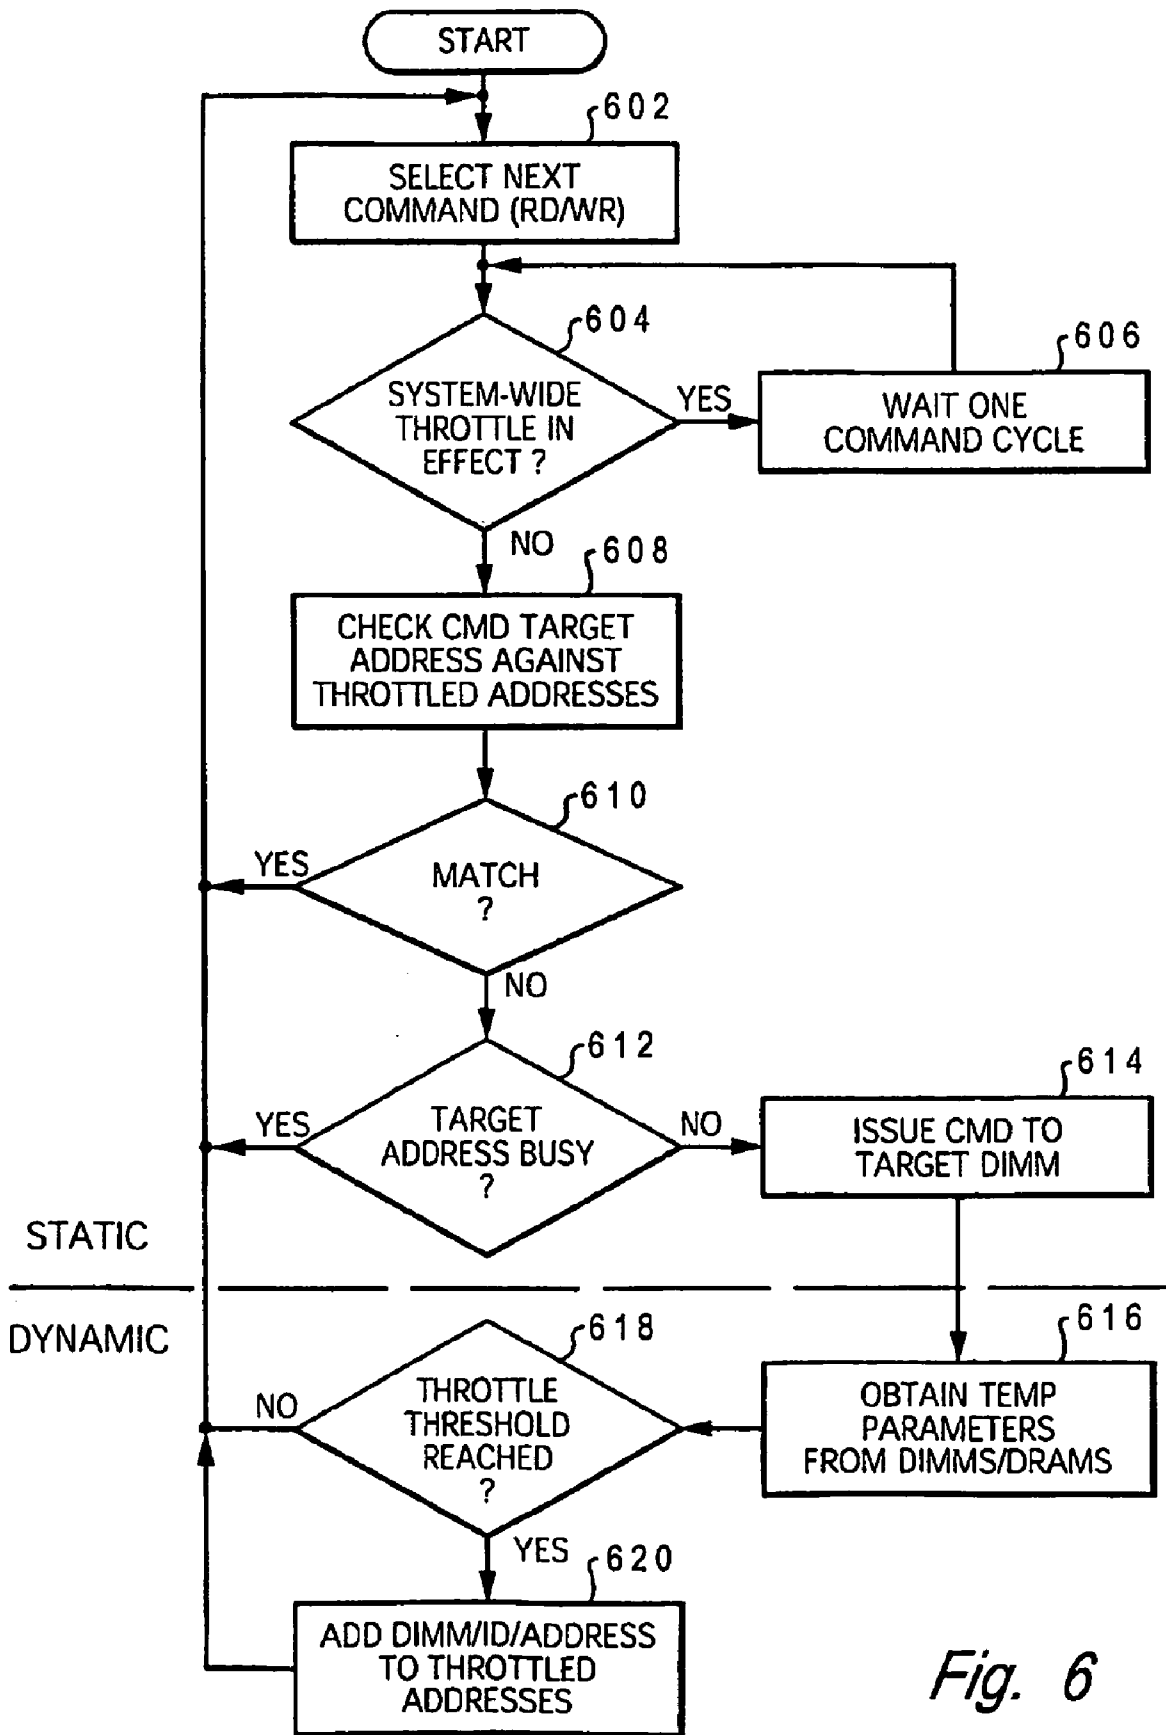 START
602
SELECT NEXT
COMMAND (RD/WR)
604
SYSTEM-WIDE
THROTTLE IN
EFFECT ?
YES
606
WAIT ONE
COMMAND CYCLE
NO
608
CHECK CMD TARGET
ADDRESS AGAINST
THROTTLED ADDRESSES
610
YES
MATCH
?
NO
612
YES
TARGET
ADDRESS BUSY
?
NO
614
ISSUE CMD TO
TARGET DIMM
STATIC
DYNAMIC
618
NO
THROTTLE
THRESHOLD
REACHED
?
616
OBTAIN TEMP
PARAMETERS
FROM DIMMS/DRAMS
YES
620
ADD DIMM/ID/ADDRESS
TO THROTTLED
ADDRESSES
Fig. 6